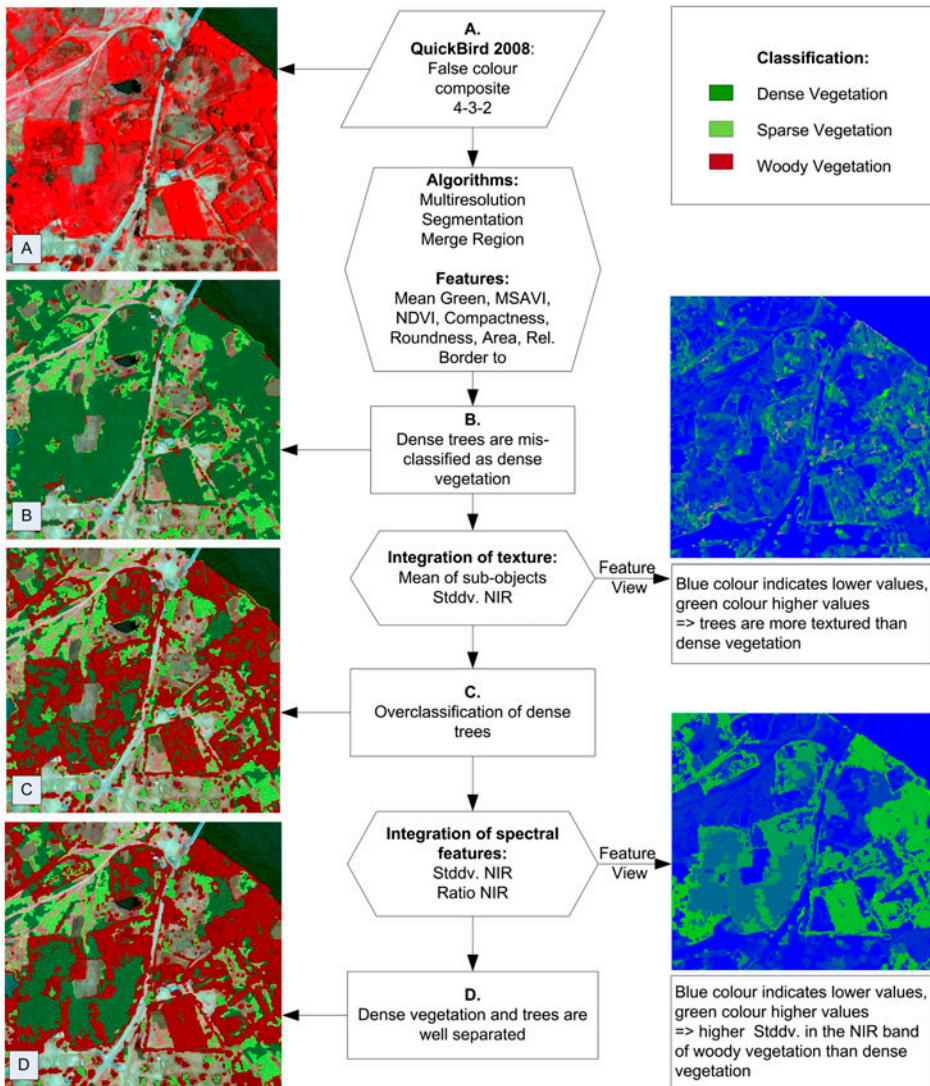 A.
QuickBird 2008:
False colour
composite
4-3-2
Classification:
Dense Vegetation
Sparse Vegetation
Woody Vegetation
A
Algorithms:
Multiresolution
Segmentation
Merge Region
Features:
Mean Green, MSAVI,
NDVI, Compactness,
Roundness, Area, Rel.
Border to
B
B.
Dense trees are mis-
classified as dense
vegetation
Integration of texture:
Mean of sub-objects
Stddv. NIR
Feature
View
Blue colour indicates lower values,
green colour higher values
=> trees are more textured than
dense vegetation
C
C.
Overclassification of dense
trees
Integration of spectral
features:
Stddv. NIR
Ratio NIR
Feature
View
D
D.
Dense vegetation and trees are
well separated
Blue colour indicates lower values,
green colour higher values
=> higher Stddv. in the NIR band
of woody vegetation than dense
vegetation